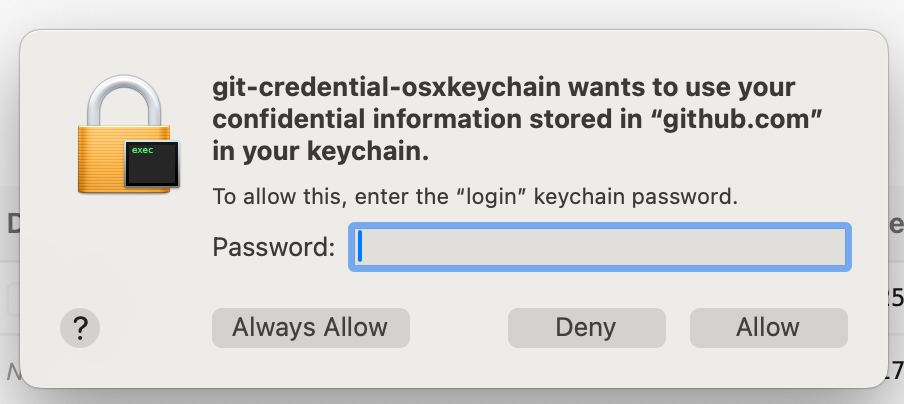 git-credential-osxkeychain wants to use your
confidential information stored in “github.com”
in your keychain.
exec
To allow this, enter the “login” keychain password.
Password:
?
Always Allow
Deny
Allow